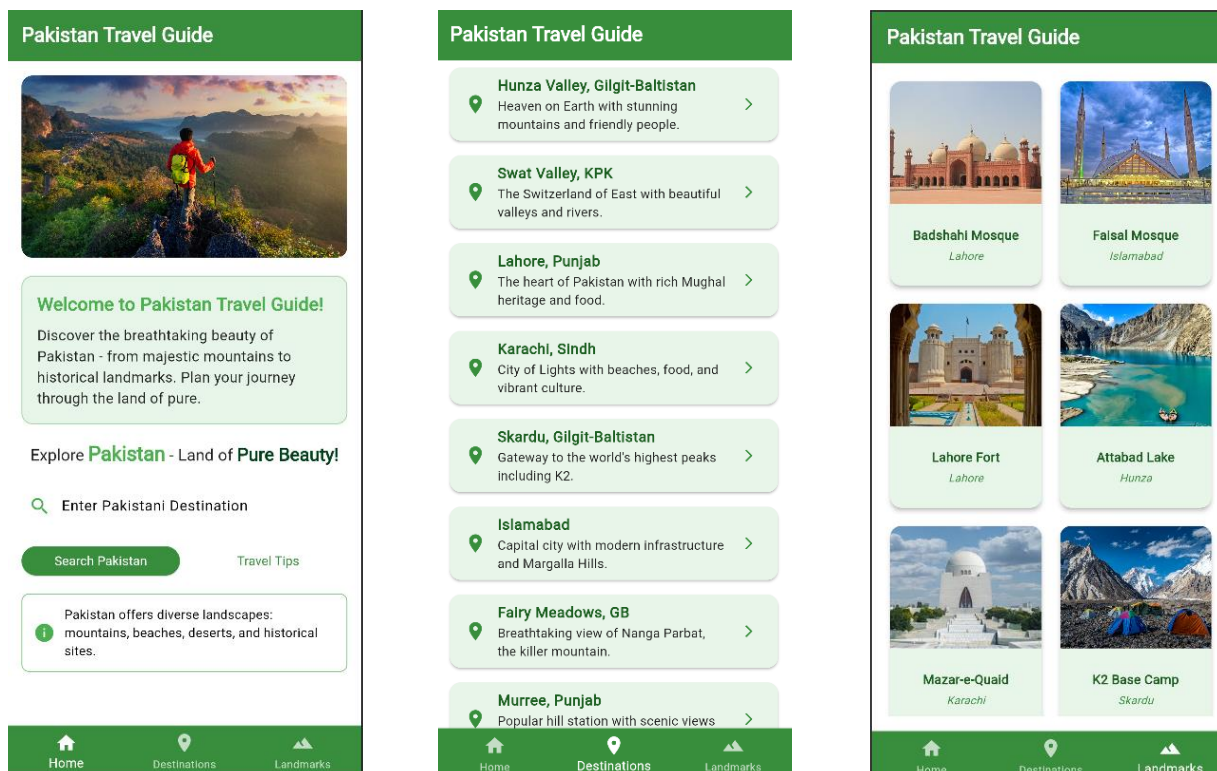 Pakistan Travel Guide
Welcome to Pakistan Travel Guide!
Discover the breathtaking beauty of
Pakistan - from majestic mountains to
historical landmarks. Plan your journey
through the land of pure.
Explore Pakistan - Land of Pure Beauty!
Enter Pakistani Destination
Search Pakistan
Travel Tips
Pakistan offers diverse landscapes:
mountains, beaches, deserts, and historical
sites.
Home
Destinations
Landmarks
Pakistan Travel Guide
Hunza Valley, Gilgit-Baltistan
Heaven on Earth with stunning
mountains and friendly people.
Swat Valley, KPK
The Switzerland of East with beautiful
valleys and rivers.
Lahore, Punjab
The heart of Pakistan with rich Mughal
heritage and food.
Karachi, Sindh
City of Lights with beaches, food, and
vibrant culture.
Skardu, Gilgit-Baltistan
Gateway to the world's highest peaks
including K2.
Islamabad
Capital city with modern infrastructure
and Margalla Hills.
Fairy Meadows, GB
Breathtaking view of Nanga Parbat,
the killer mountain.
Murree, Punjab
Popular hill station with scenic views
Home
Destinations
Landmarks
Pakistan Travel Guide
Badshahi Mosque
Lahore
Faisal Mosque
Islamabad
Lahore Fort
Lahore
Attabad Lake
Hunza
Mazar-e-Quaid
Karachi
K2 Base Camp
Skardu
Home
Destinations
Landmarks